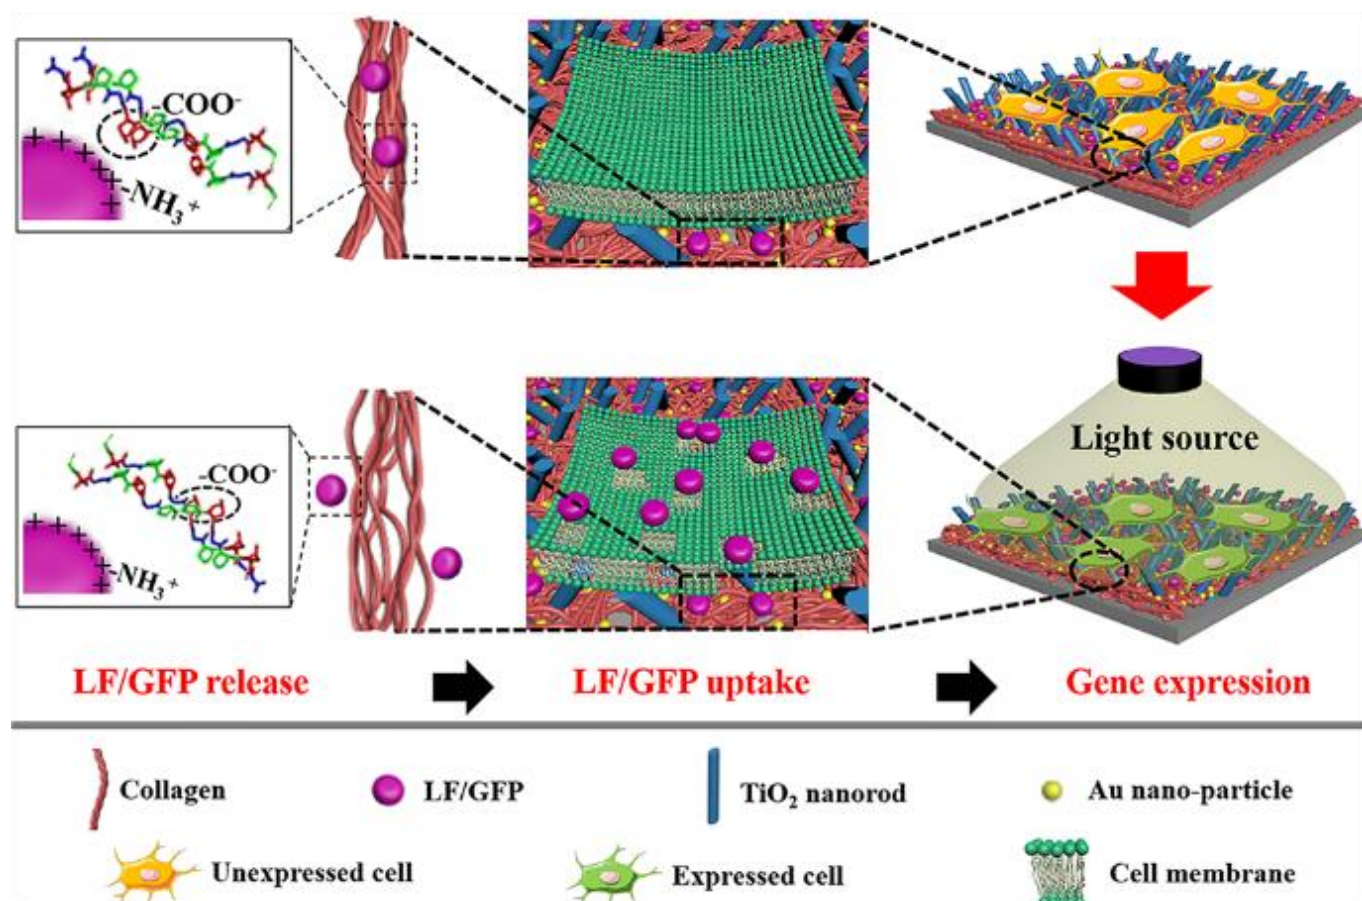 -COO⁻
-NH₃⁺
Light source
-COO⁻
-NH₃⁺
LF/GFP release
LF/GFP uptake
Gene expression
Collagen
LF/GFP
TiO₂ nanorod
Au nano-particle
Unexpressed cell
Expressed cell
Cell membrane